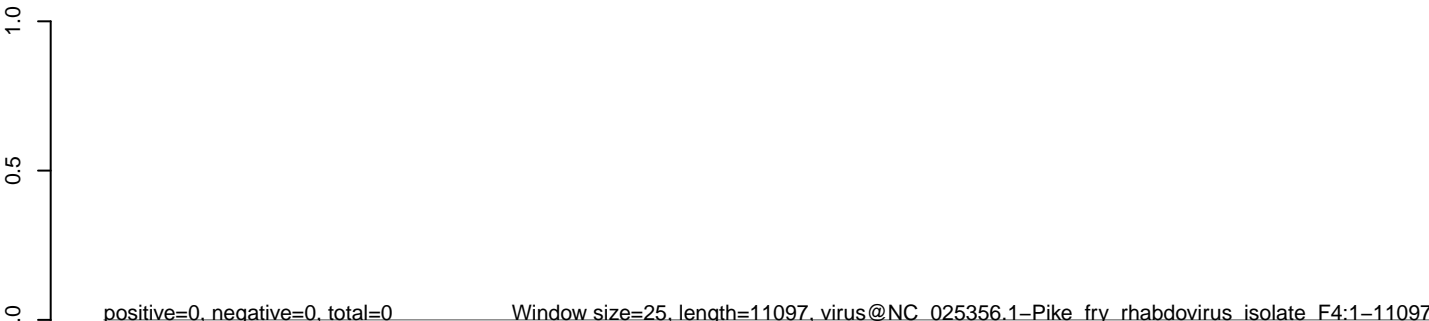 1.0
0.5
.0
positive=0, negative=0, total=0 Window size=25, length=11097, virus@NC_025356.1−Pike_fry_rhabdovirus_isolate_F4:1−11097